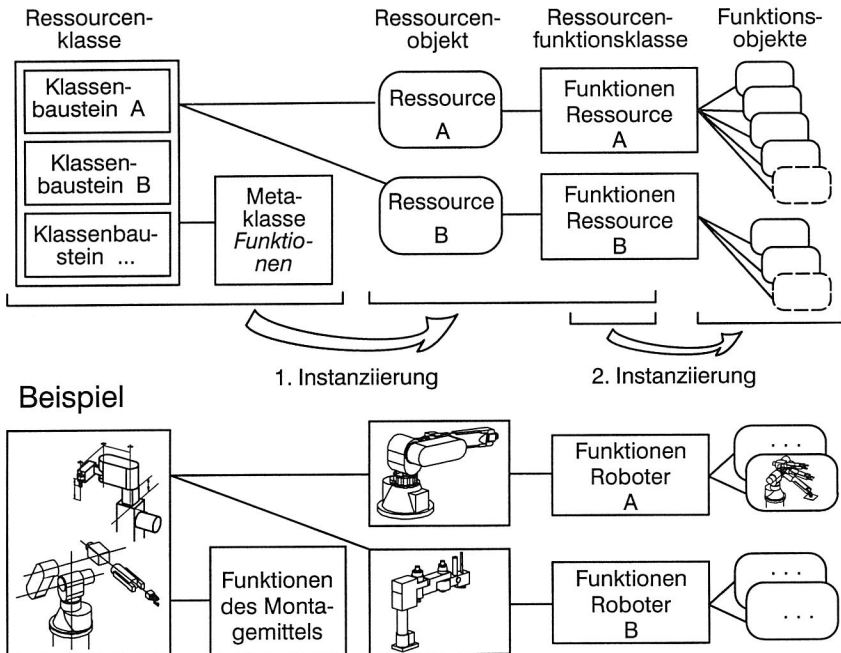 Ressourcen-
klasse
Ressourcen-
objekt
Ressourcen-
funktionsklasse
Funktions-
objekte
Klassen-
baustein A
Klassen-
baustein B
Klassenbau-
stein ...
Meta-
klasse
Funktio-
nen
Ressource
A
Ressource
B
Funktionen
Ressource
A
Funktionen
Ressource
B
1. Instanziierung
2. Instanziierung
Beispiel
Funktionen
des Monta-
gemittels
Funktionen
Roboter
A
Funktionen
Roboter
B
. . .
. . .
. . .